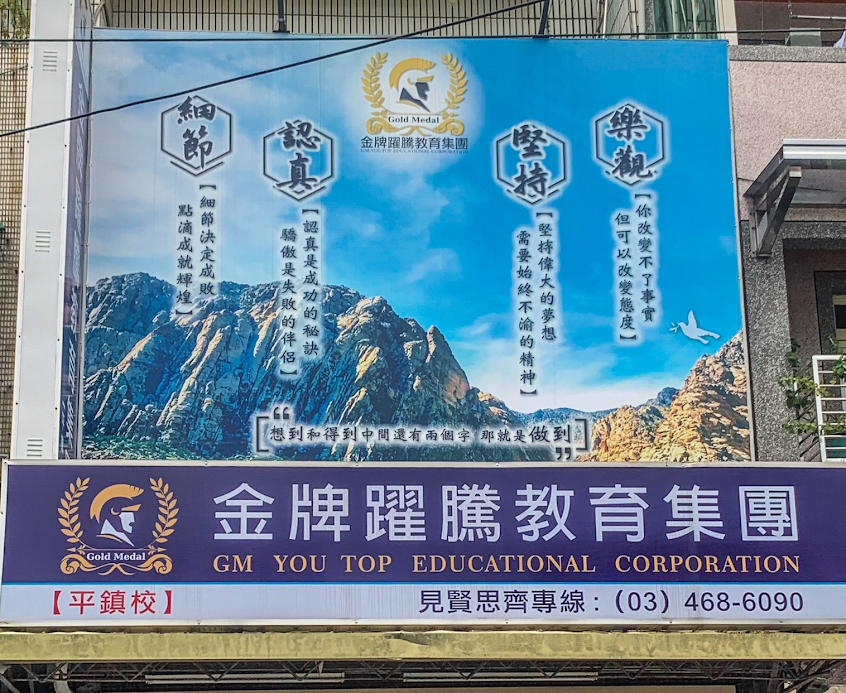 Gold Medal
金牌躍騰教育集團
GM YOU TOP EDUCATIONAL CORPORATION
細節
【細節決定成敗
點滴成就輝煌】
認真
【認真是成功的秘訣
驕傲是失敗的伴侶】
堅持
【堅持偉大的夢想
需要始終不渝的精神】
樂觀
【你改變不了事實
但可以改變態度】
[“想到和得到中間還有兩個字 那就是做到”]
Gold Medal
金牌躍騰教育集團
GM YOU TOP EDUCATIONAL CORPORATION
【平鎮校】
見賢思齊專線:(03) 468-6090